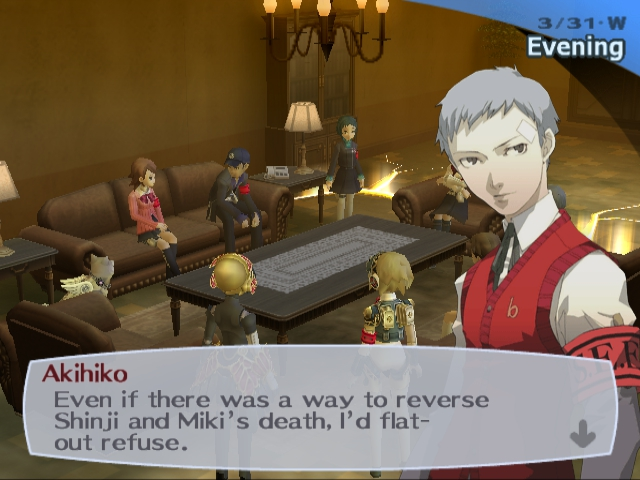 3/31・W
Evening
Akihiko
Even if there was a way to reverse
Shinji and Miki's death, I'd flat-
out refuse.
b
S.E.E.